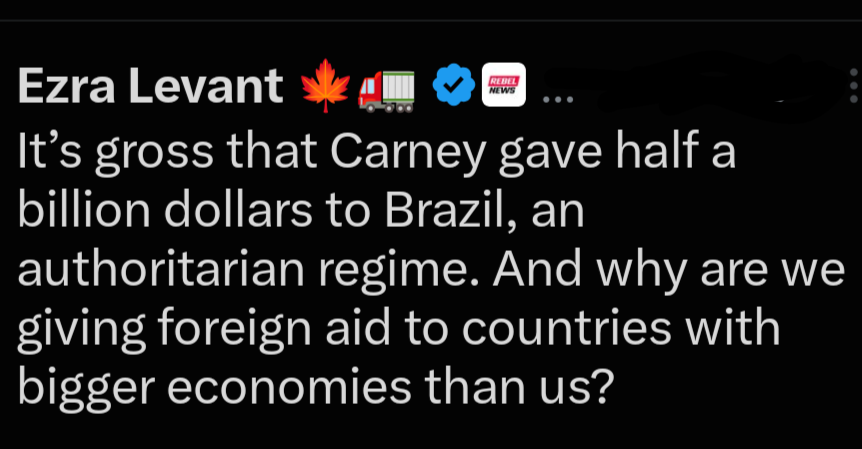 Ezra Levant 🍁🚛 REBEL NEWS ...
It’s gross that Carney gave half a
billion dollars to Brazil, an
authoritarian regime. And why are we
giving foreign aid to countries with
bigger economies than us?